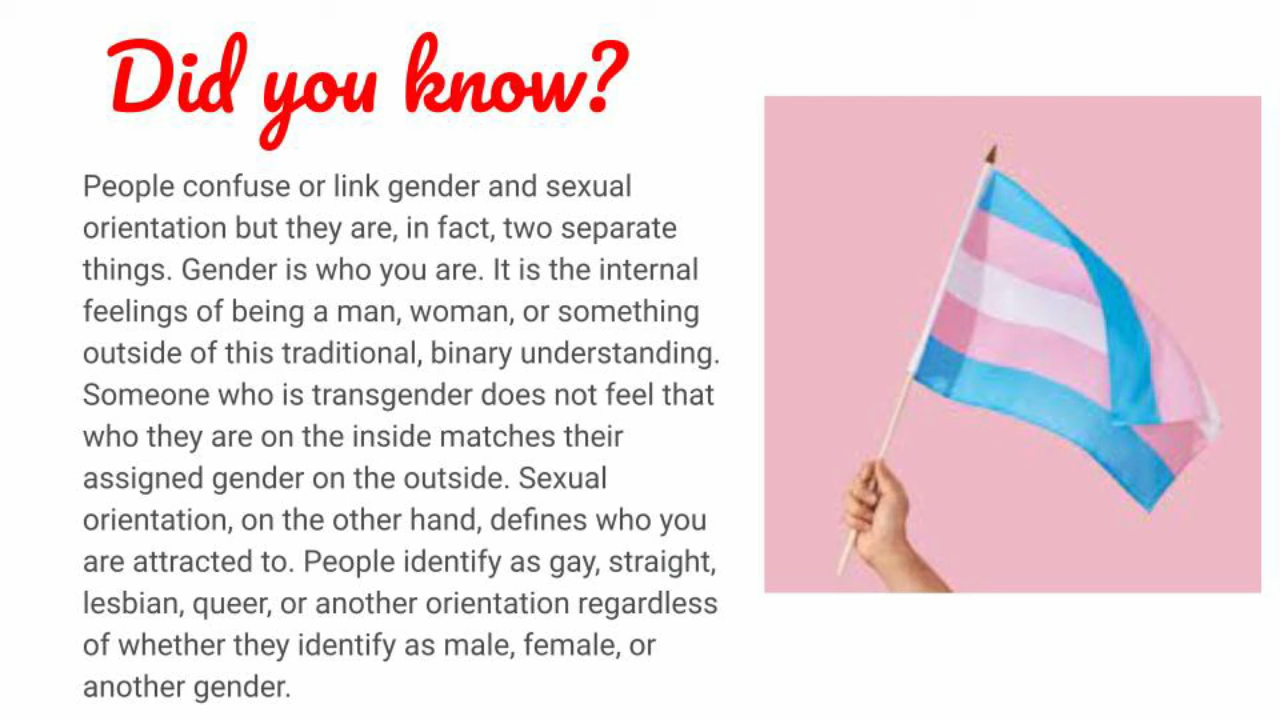 Did you know?
People confuse or link gender and sexual
orientation but they are, in fact, two separate
things. Gender is who you are. It is the internal
feelings of being a man, woman, or something
outside of this traditional, binary understanding.
Someone who is transgender does not feel that
who they are on the inside matches their
assigned gender on the outside. Sexual
orientation, on the other hand, defines who you
are attracted to. People identify as gay, straight,
lesbian, queer, or another orientation regardless
of whether they identify as male, female, or
another gender.